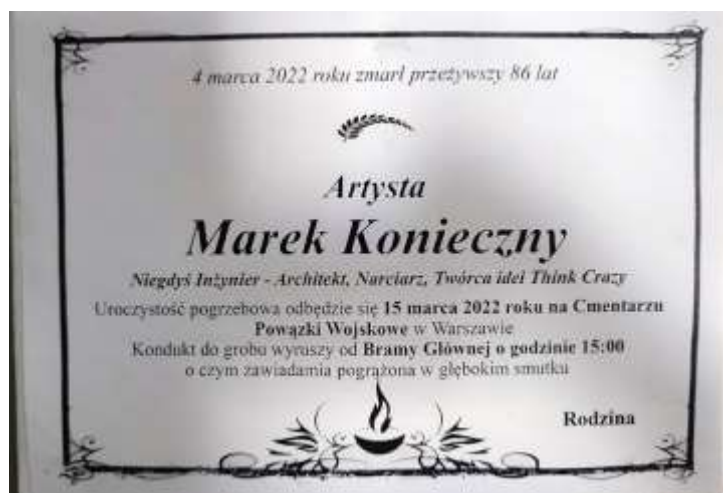 4 marca 2022 roku zmarł przeżywszy 86 lat
Artysta
Marek Konieczny
Niegdyś Inżynier - Architekt, Narciarz, Twórca idei Think Crazy
Uroczystość pogrzebowa odbędzie się 15 marca 2022 roku na Cmentarzu
Powązki Wojskowe w Warszawie
Kondukt do grobu wyruszy od Bramy Głównej o godzinie 15:00
o czym zawiadamia pogrążona w głębokim smutku
Rodzina